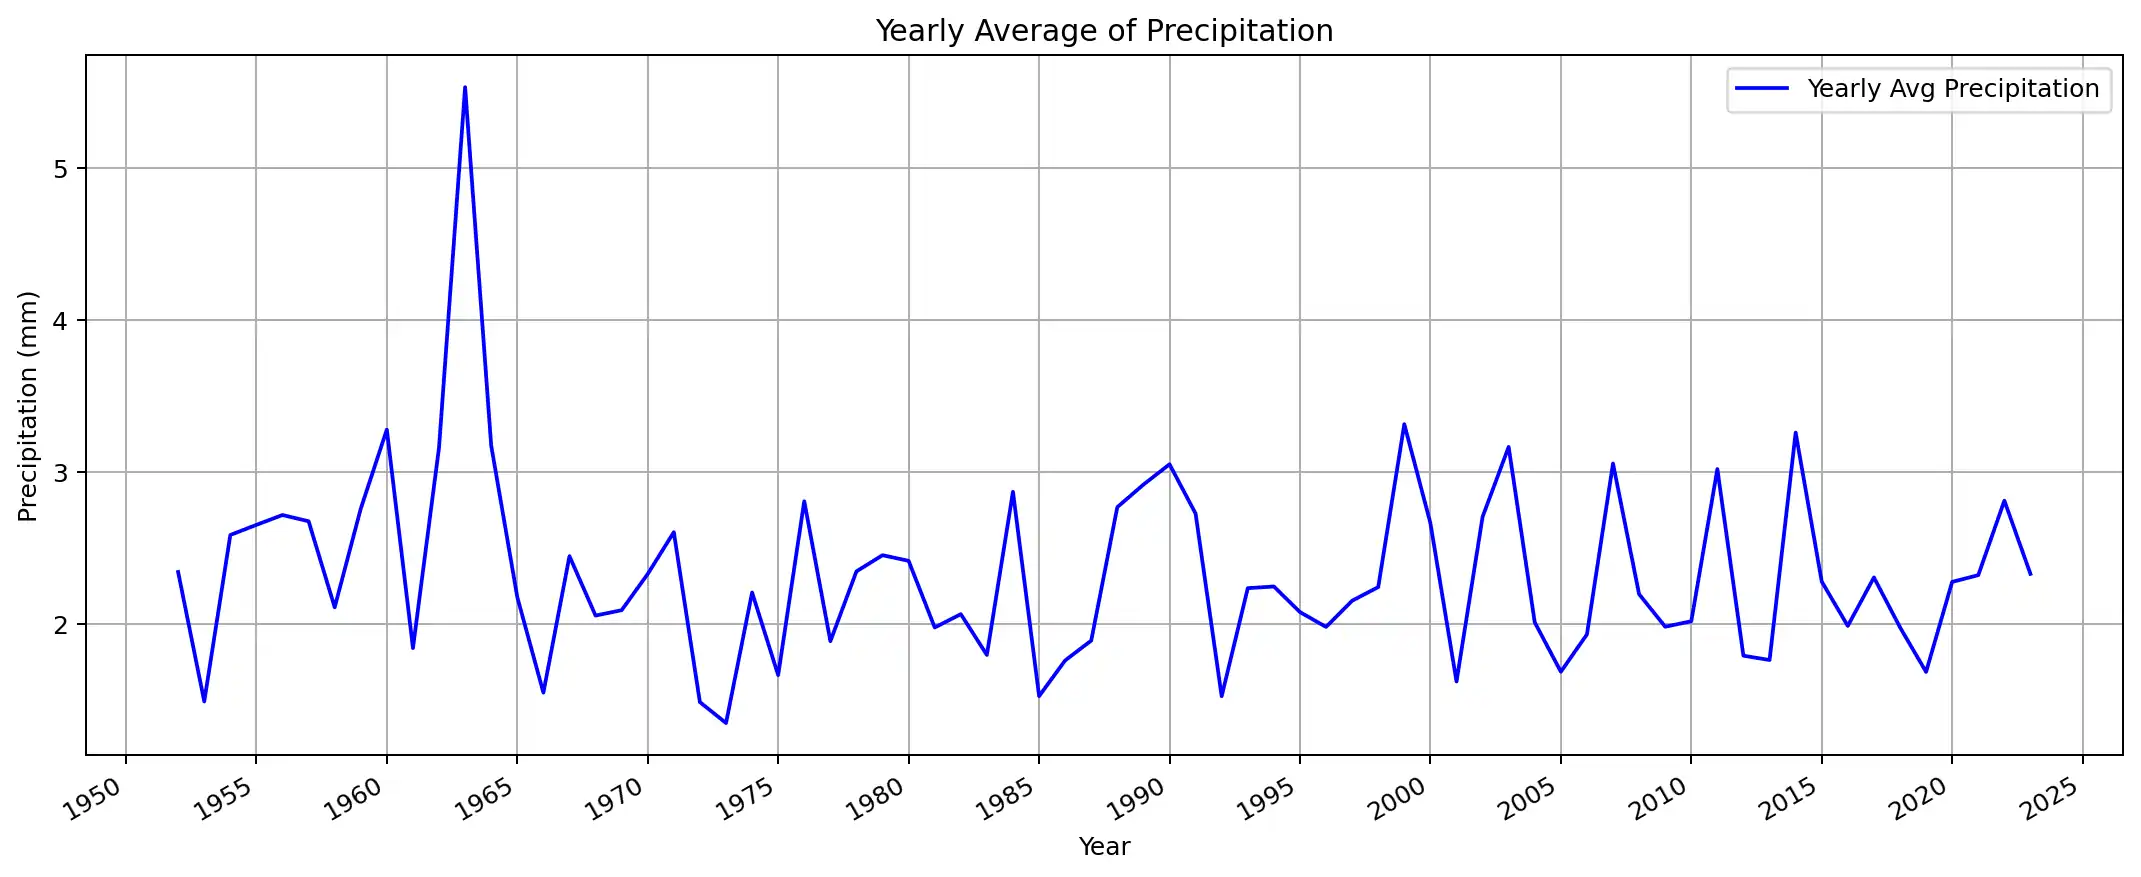 Yearly Average of Precipitation
Yearly Avg Precipitation
5
4
3
2
Precipitation (mm)
1950 1955 1960 1965 1970 1975 1980 1985 1990 1995 2000 2005 2010 2015 2020 2025
Year